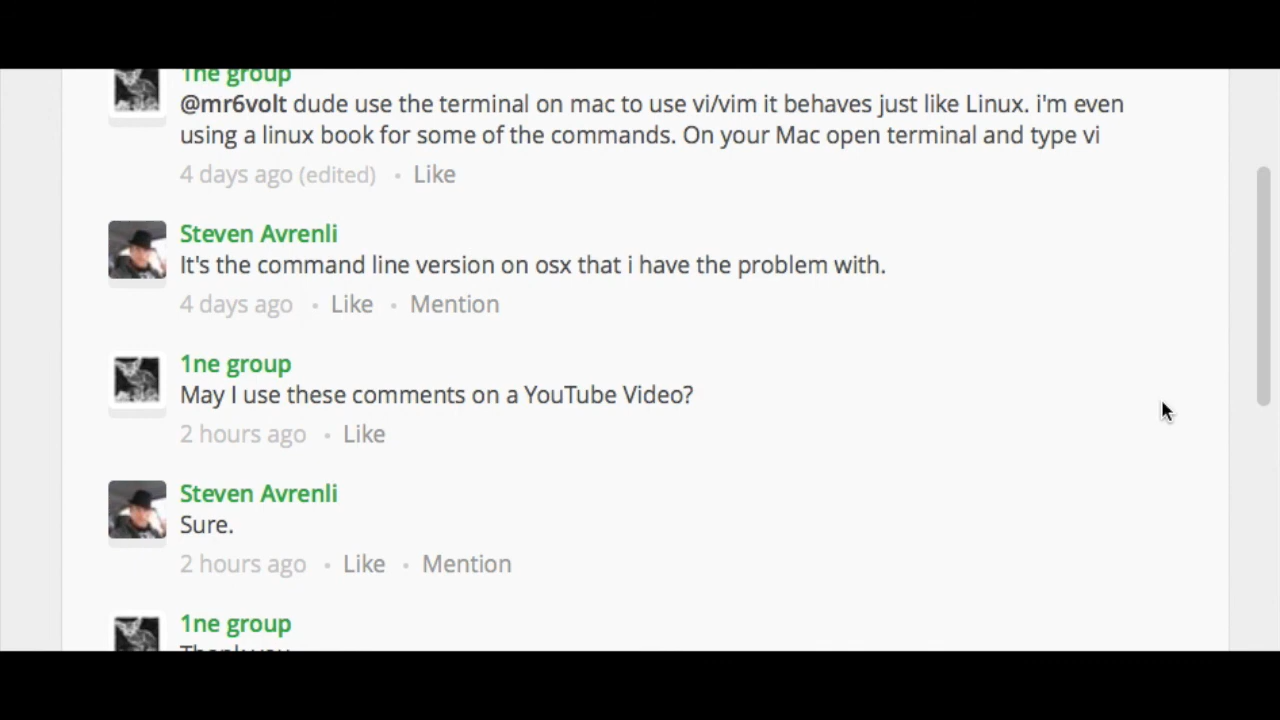 1ne group
@mr6volt dude use the terminal on mac to use vi/vim it behaves just like Linux. i'm even
using a linux book for some of the commands. On your Mac open terminal and type vi
4 days ago (edited) • Like
Steven Avrenli
It's the command line version on osx that i have the problem with.
4 days ago • Like • Mention
1ne group
May I use these comments on a YouTube Video?
2 hours ago • Like
Steven Avrenli
Sure.
2 hours ago • Like • Mention
1ne group
Thank you